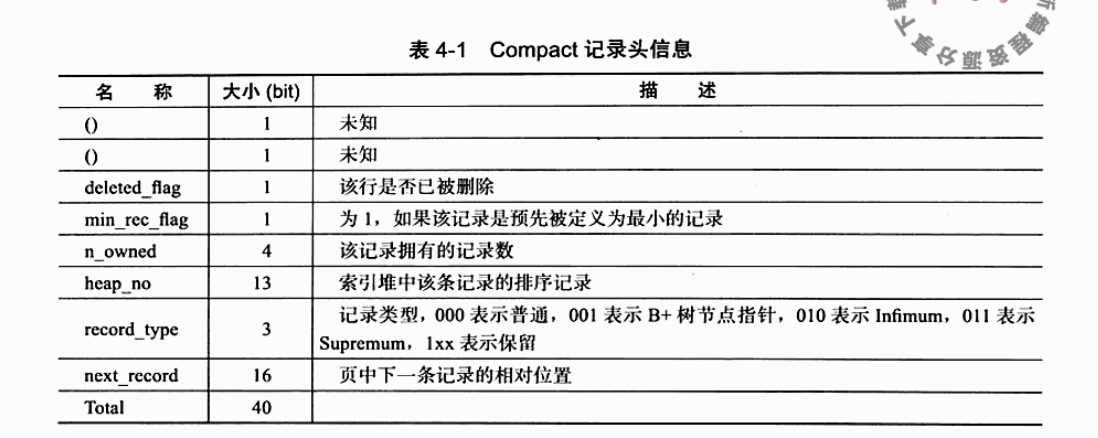 表 4-1 Compact 记录头信息
名 称 大小 (bit) 描 述
() 1 未知
() 1 未知
deleted_flag 1 该行是否已被删除
min_rec_flag 1 为 1，如果该记录是预先被定义为最小的记录
n_owned 4 该记录拥有的记录数
heap_no 13 索引堆中该条记录的排序记录
record_type 3 记录类型，000 表示普通，001 表示 B+ 树节点指针，010 表示 Infimum，011 表示
Supremum，1xx 表示保留
next_record 16 页中下一条记录的相对位置
Total 40